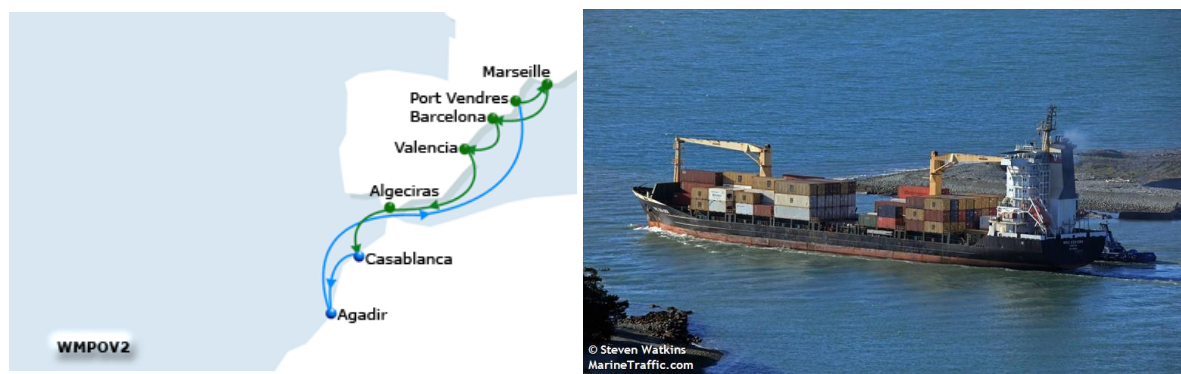 Marseille
Port Vendres
Barcelona
Valencia
Algeciras
Casablanca
Agadir
WMPOV2
© Steven Watkins
MarineTraffic.com